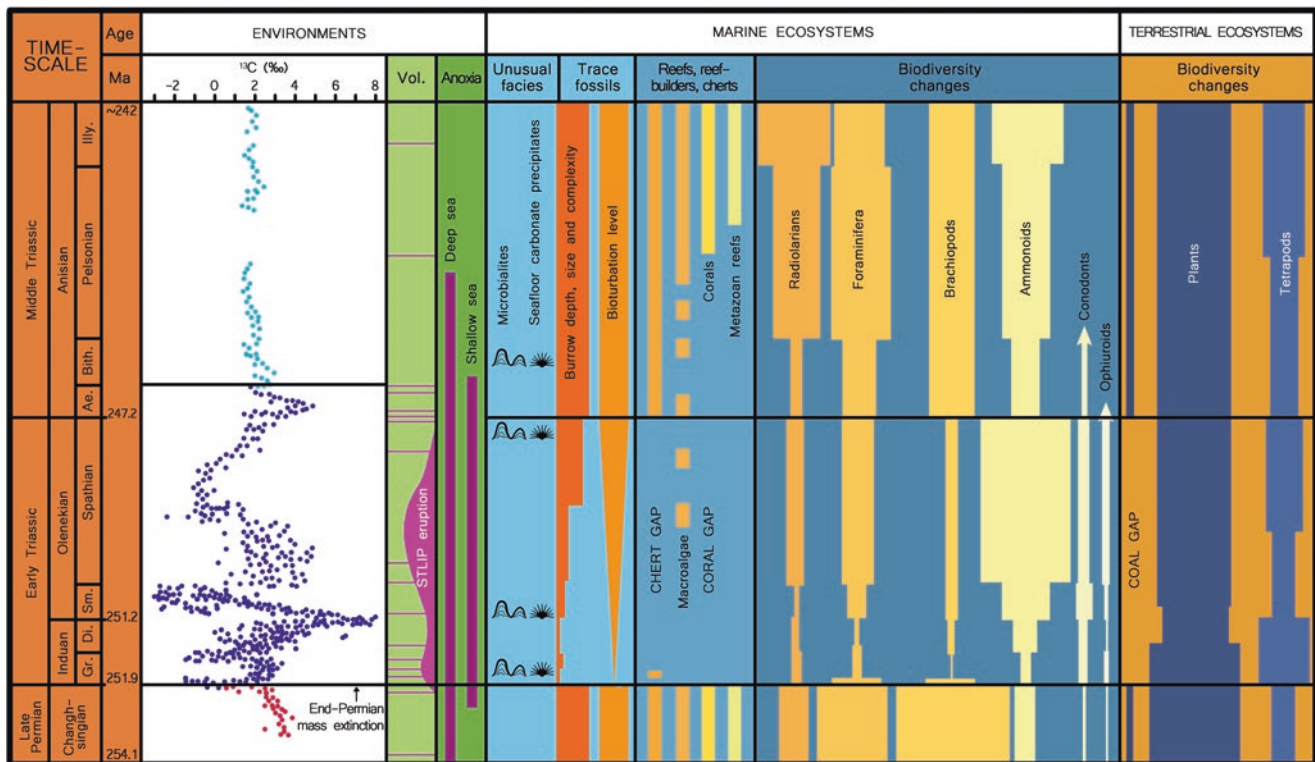 TIME-
SCALE
Age
Ma
ENVIRONMENTS
MARINE ECOSYSTEMS
TERRESTRIAL ECOSYSTEMS
¹³C (‰)
-2 0 2 4 6 8
Vol.
Anoxia
Unusual
facies
Trace
fossils
Reefs, reef-
builders, cherts
Biodiversity
changes
Biodiversity
changes
Middle Triassic
Anisian
Illy.
Pelsonian
Bith.
Ae.
~242
247.2
Early Triassic
Olenekian
Spathian
Sm.
Induan
Di.
Gr.
251.2
251.9
Late
Permian
Changh-
singian
254.1
End-Permian
mass extinction
STLIP eruption
Deep sea
Shallow sea
Microbialites
Seafloor carbonate precipitates
Burrow depth, size and complexity
Bioturbation level
CHERT GAP
Macroalgae
CORAL GAP
Corals
Metazoan reefs
Radiolarians
Foraminifera
Brachiopods
Ammonoids
Conodonts
Ophiuroids
COAL GAP
Plants
Tetrapods